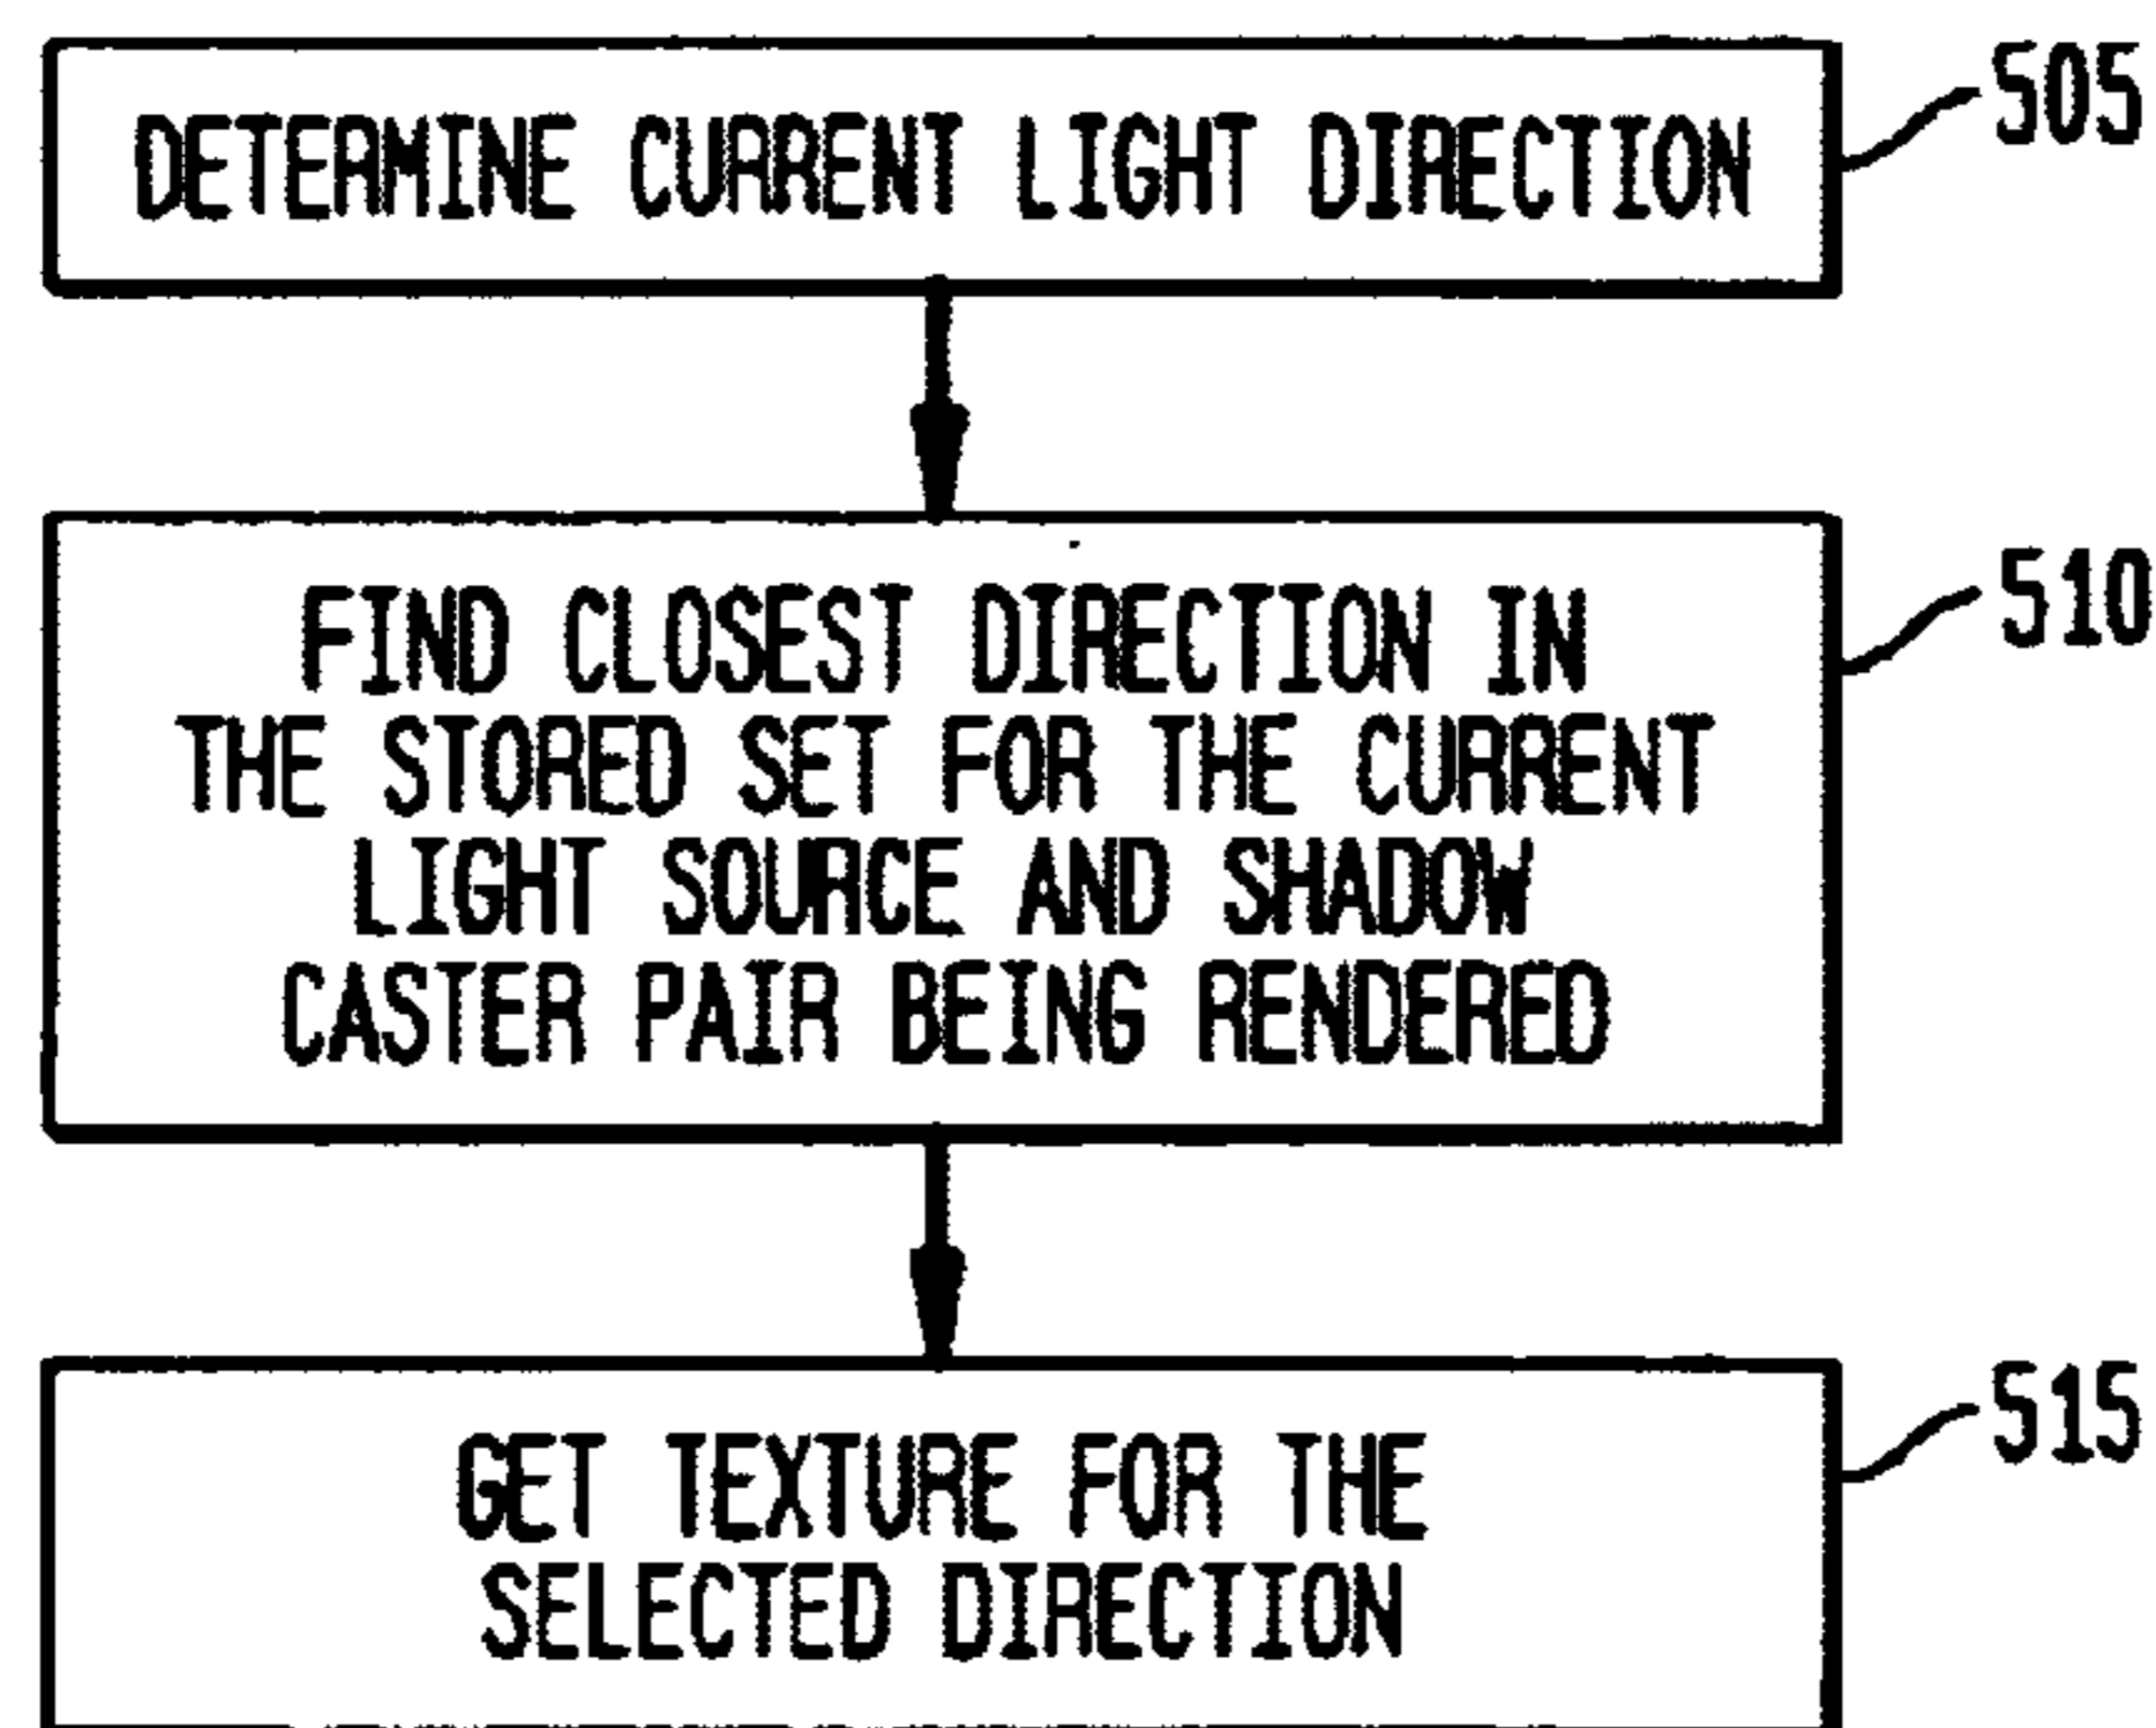 DETERMINE CURRENT LIGHT DIRECTION
505
FIND CLOSEST DIRECTION IN
THE STORED SET FOR THE CURRENT
LIGHT SOURCE AND SHADOW
CASTER PAIR BEING RENDERED
510
GET TEXTURE FOR THE
SELECTED DIRECTION
515